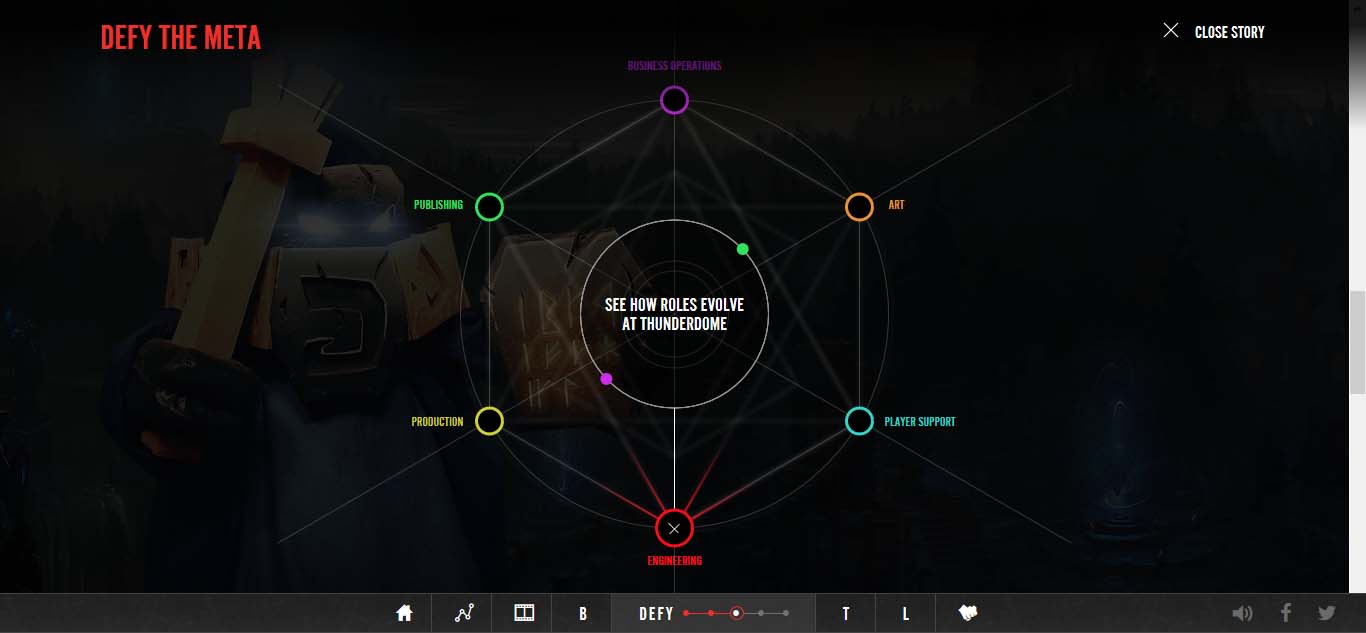 DEFY THE META
CLOSE STORY
BUSINESS OPERATIONS
PUBLISHING
ART
SEE HOW ROLES EVOLVE
AT THUNDERDOME
PRODUCTION
PLAYER SUPPORT
ENGINEERING
B
DEFY
T
L